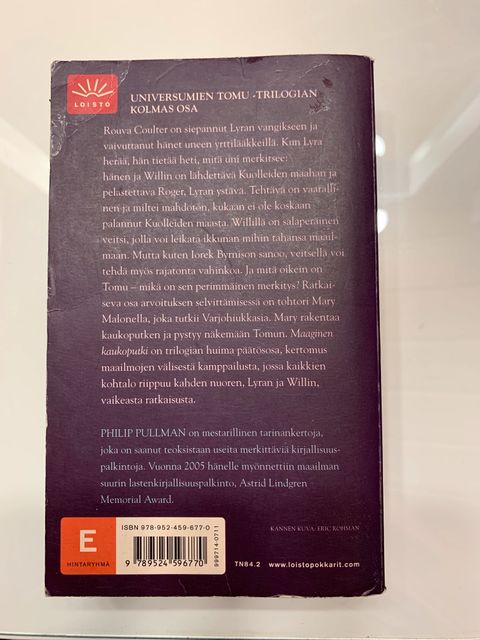 LOISTO
UNIVERSUMIEN TOMU -TRILOGIAN
KOLMAS OSA
Rouva Coulter on siepannut Lyran vangikseen ja
vaivuttanut hänet uneen yrttilääkkeillä. Kun Lyra
herää, hän tietää heti, mitä uni merkitsee:
hänen ja Willin on lähdettävä Kuolleiden maahan ja
pelastettava Roger, Lyran ystävä. Tehtävä on vaaralli-
nen ja miltei mahdoton, kukaan ei ole koskaan
palannut Kuolleiden maasta. Willillä on salaperäinen
veitsi, jolla voi leikata ikkunan mihin tahansa maail-
maan. Mutta kuten Iorek Byrnison sanoo, veitsellä voi
tehdä myös rajatonta vahinkoa. Ja mitä oikein on
Tomu – mikä on sen perimmäinen merkitys? Ratkai-
seva osa arvoituksen selvittämisessä on tohtori Mary
Malonella, joka tutkii Varjohiukkasia. Mary rakentaa
kaukoputken ja pystyy näkemään Tomun. Maaginen
kaukoputki on trilogian huima päätösosa, kertomus
maailmojen välisestä kamppailusta, jossa kaikkien
kohtalo riippuu kahden nuoren, Lyran ja Willin,
vaikeasta ratkaisusta.
PHILIP PULLMAN on mestarillinen tarinankertoja,
joka on saanut teoksistaan useita merkittäviä kirjallisuus-
palkintoja. Vuonna 2005 hänelle myönnettiin maailman
suurin lastenkirjallisuuspalkinto, Astrid Lindgren
Memorial Award.
KANNEN KUVA: ERIC ROHMAN
E
HINTARYHMÄ
ISBN 978-952-459-677-0
9 789524 596770
999714-0711
TN84.2 www.loistopokkarit.com